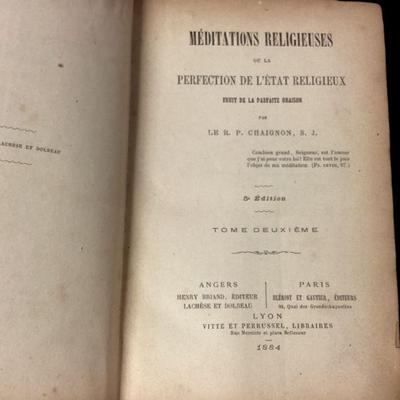 LACHÈSE ET DOLBEAU
MÉDITATIONS RELIGIEUSES
OU LA
PERFECTION DE L'ÉTAT RELIGIEUX
FRUIT DE LA PARFAITE ORAISON
PAR
LE R. P. CHAIGNON, S. J.
Combien grand, Seigneur, est l'amour
que j'ai pour votre loi! Elle est tout le jour
l'objet de ma méditation. (Ps. CXVIII, 97.)
5e Édition
TOME DEUXIÈME
ANGERS
HENRY BRIAND, ÉDITEUR
LACHÈSE ET DOLBEAU
PARIS
BLÉRIOT ET GAUTIER, ÉDITEURS
Quai des Grands-Augustins
LYON
VITTE ET PERRUSSEL, LIBRAIRES
Rue Mercière et place Bellecour
1884